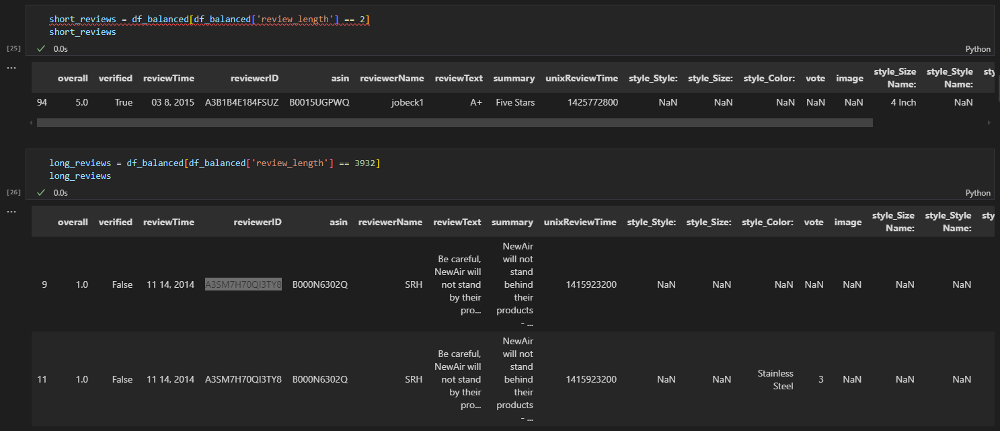 short_reviews = df_balanced[df_balanced['review_length'] == 2]
short_reviews
[25]
0.0s
Python
...
overall verified reviewTime reviewerID asin reviewerName reviewText summary unixReviewTime style_Style: style_Size: style_Color: vote image style_Size Name: style_Style Name: sty
94 5.0 True 03 8, 2015 A3B1B4E184FSUZ B0015UGPWQ jobeck1 A+ Five Stars 1425772800 NaN NaN NaN NaN NaN 4 Inch NaN
long_reviews = df_balanced[df_balanced['review_length'] == 3932]
long_reviews
[26]
0.0s
Python
...
overall verified reviewTime reviewerID asin reviewerName reviewText summary unixReviewTime style_Style: style_Size: style_Color: vote image style_Size Name: style_Style Name: sty
9 1.0 False 11 14, 2014 A3SM7H70QI3TY8 B000N6302Q SRH Be careful, NewAir will not stand by their pro... NewAir will not stand behind their products - ... 1415923200 NaN NaN NaN NaN NaN NaN NaN
11 1.0 False 11 14, 2014 A3SM7H70QI3TY8 B000N6302Q SRH Be careful, NewAir will not stand by their pro... NewAir will not stand behind their products - ... 1415923200 NaN NaN Stainless Steel 3 NaN NaN NaN